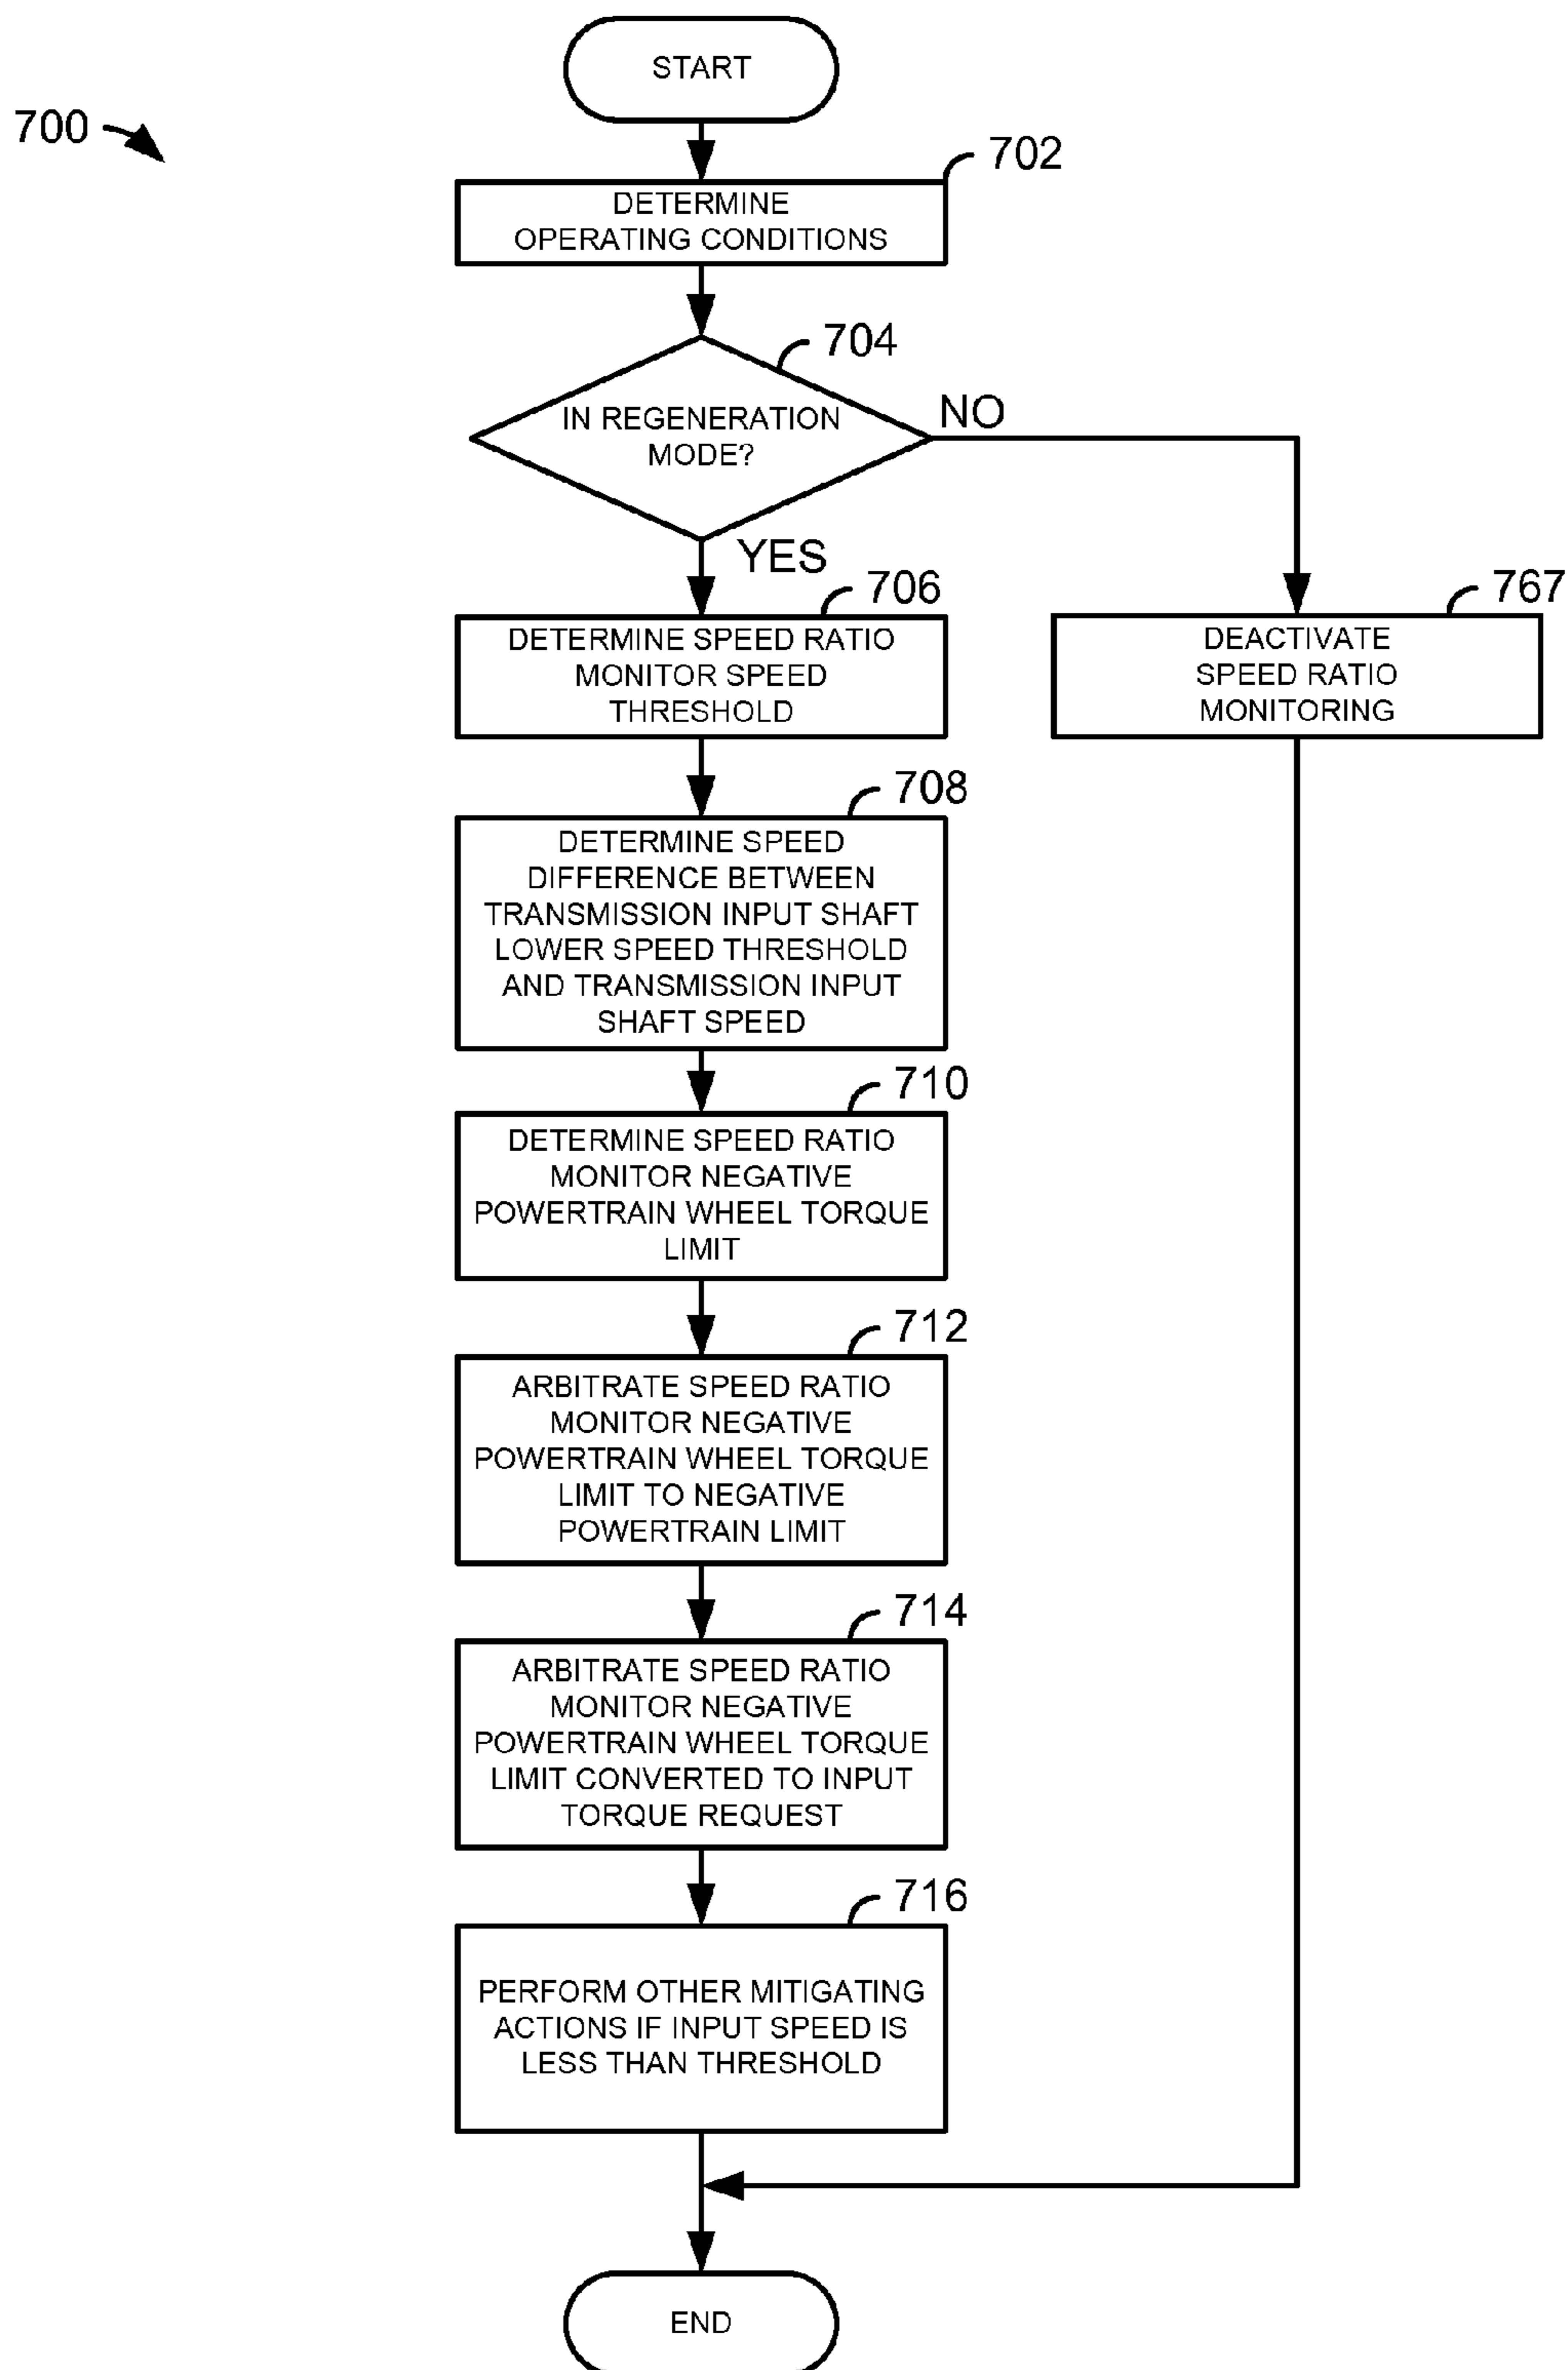 START
700
702
DETERMINE
OPERATING CONDITIONS
704
IN REGENERATION
MODE?
NO
YES
706
DETERMINE SPEED RATIO
MONITOR SPEED
THRESHOLD
767
DEACTIVATE
SPEED RATIO
MONITORING
708
DETERMINE SPEED
DIFFERENCE BETWEEN
TRANSMISSION INPUT SHAFT
LOWER SPEED THRESHOLD
AND TRANSMISSION INPUT
SHAFT SPEED
710
DETERMINE SPEED RATIO
MONITOR NEGATIVE
POWERTRAIN WHEEL TORQUE
LIMIT
712
ARBITRATE SPEED RATIO
MONITOR NEGATIVE
POWERTRAIN WHEEL TORQUE
LIMIT TO NEGATIVE
POWERTRAIN LIMIT
714
ARBITRATE SPEED RATIO
MONITOR NEGATIVE
POWERTRAIN WHEEL TORQUE
LIMIT CONVERTED TO INPUT
TORQUE REQUEST
716
PERFORM OTHER MITIGATING
ACTIONS IF INPUT SPEED IS
LESS THAN THRESHOLD
END